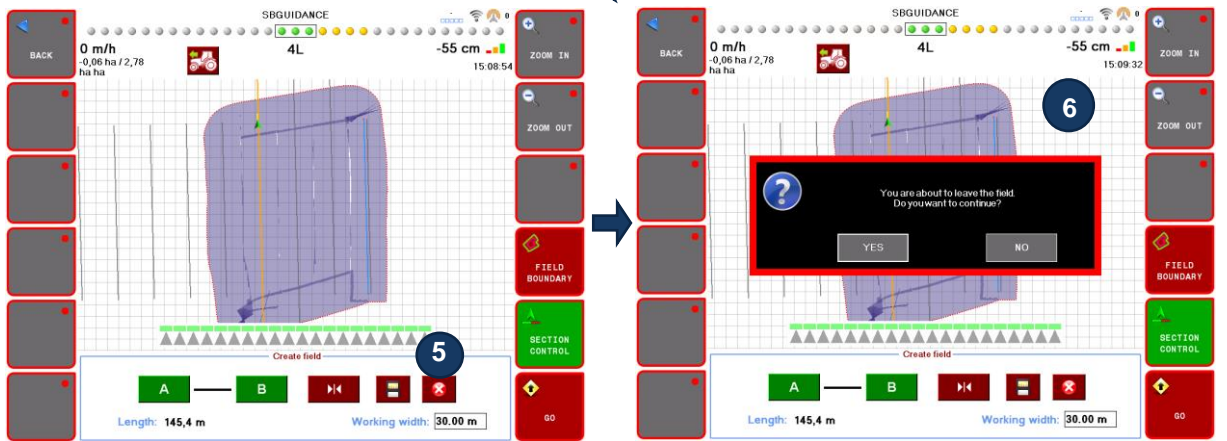 SBGUIDANCE
0
BACK
0 m/h
-0,06 ha / 2,78
ha ha
4L
-55 cm
15:08:54
ZOOM IN
ZOOM OUT
FIELD
BOUNDARY
SECTION
CONTROL
5
Create field
A
B
GO
Length: 145,4 m
Working width: 30.00 m
SBGUIDANCE
0
BACK
0 m/h
-0,06 ha / 2,78
ha ha
4L
-55 cm
15:09:32
ZOOM IN
6
ZOOM OUT
You are about to leave the field.
Do you want to continue?
YES
NO
FIELD
BOUNDARY
SECTION
CONTROL
Create field
A
B
GO
Length: 145,4 m
Working width: 30.00 m